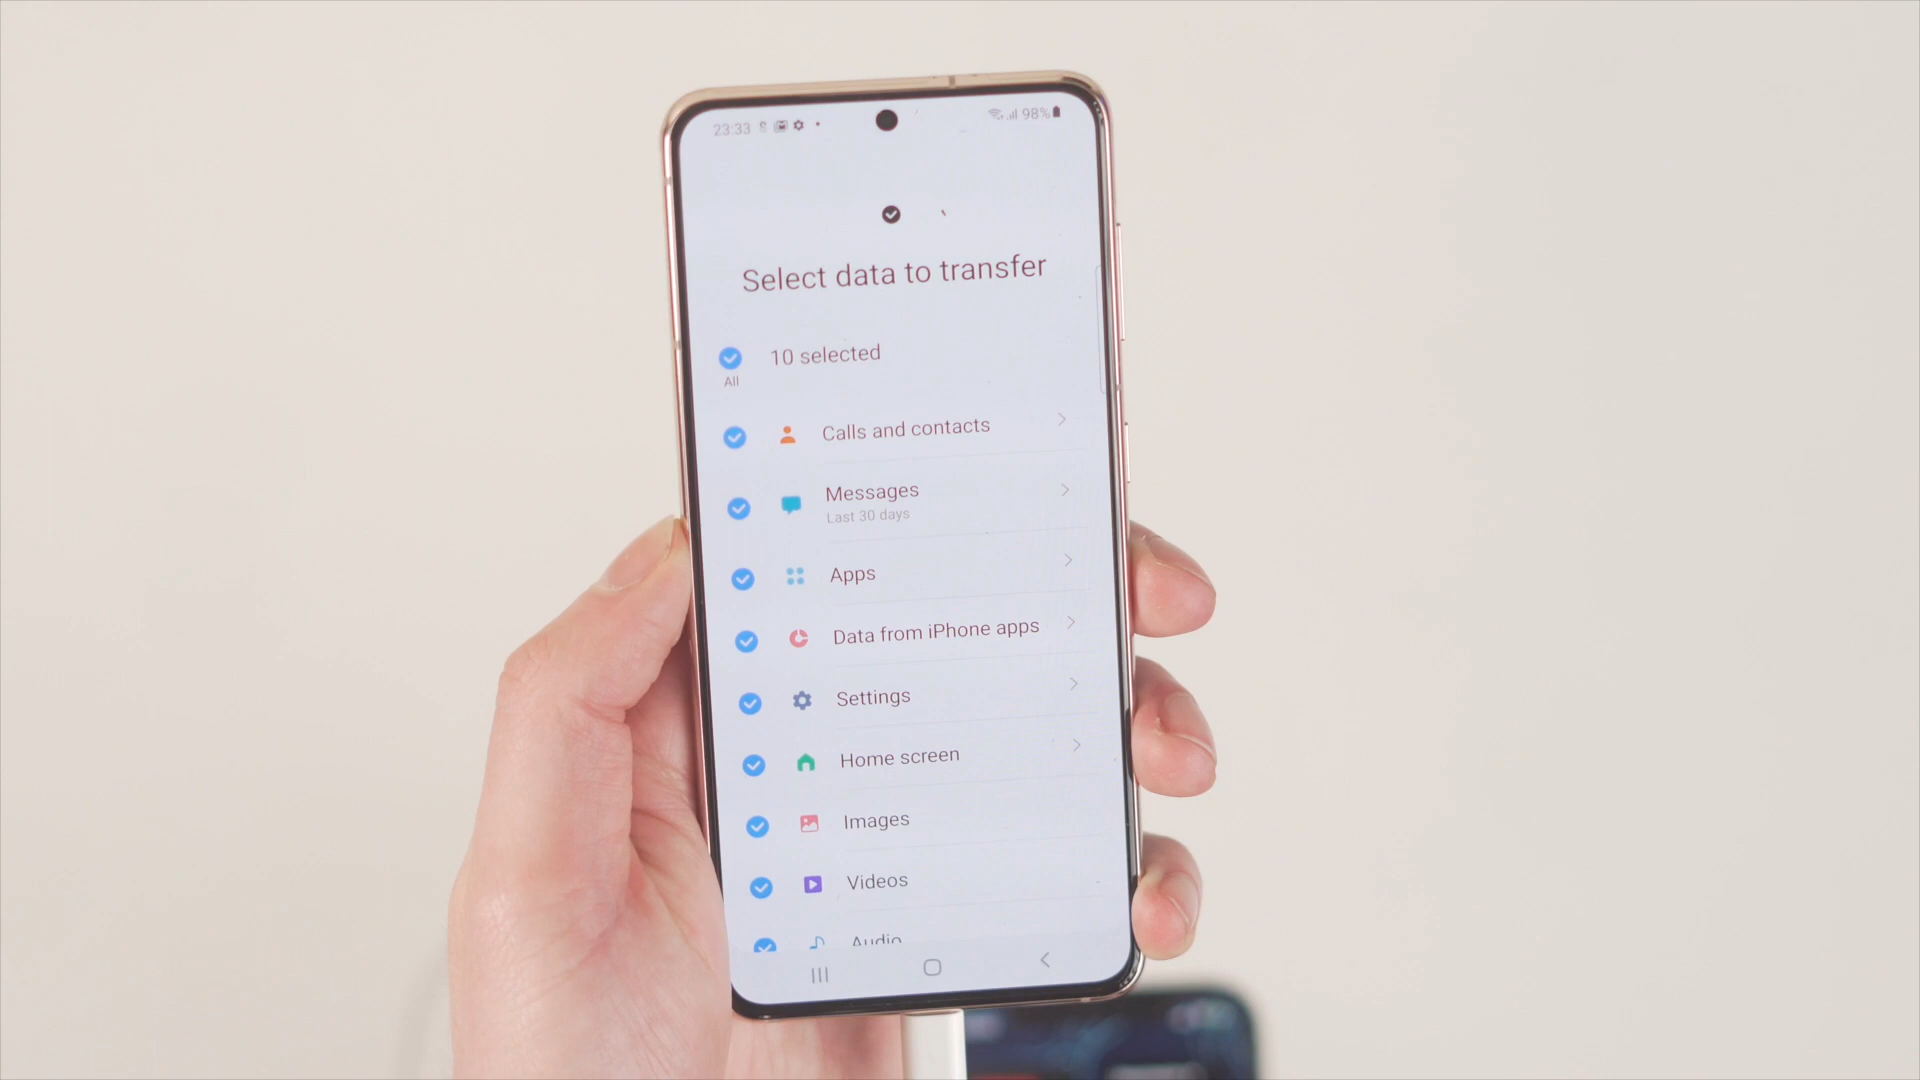 23:33
98%
Select data to transfer
10 selected
All
Calls and contacts
Messages
Last 30 days
Apps
Data from iPhone apps
Settings
Home screen
Images
Videos
Audio